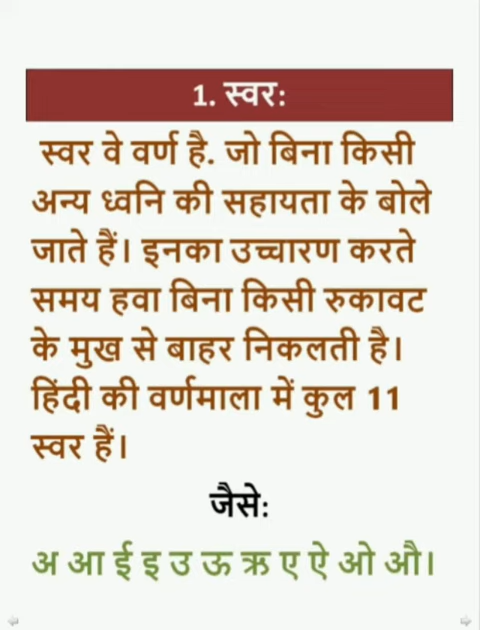 1. स्वर:
स्वर वे वर्ण है. जो बिना किसी
अन्य ध्वनि की सहायता के बोले
जाते हैं। इनका उच्चारण करते
समय हवा बिना किसी रुकावट
के मुख से बाहर निकलती है।
हिंदी की वर्णमाला में कुल 11
स्वर हैं।
जैसे:
अ आ ई इ उ ऊ ऋ ए ऐ ओ औ।